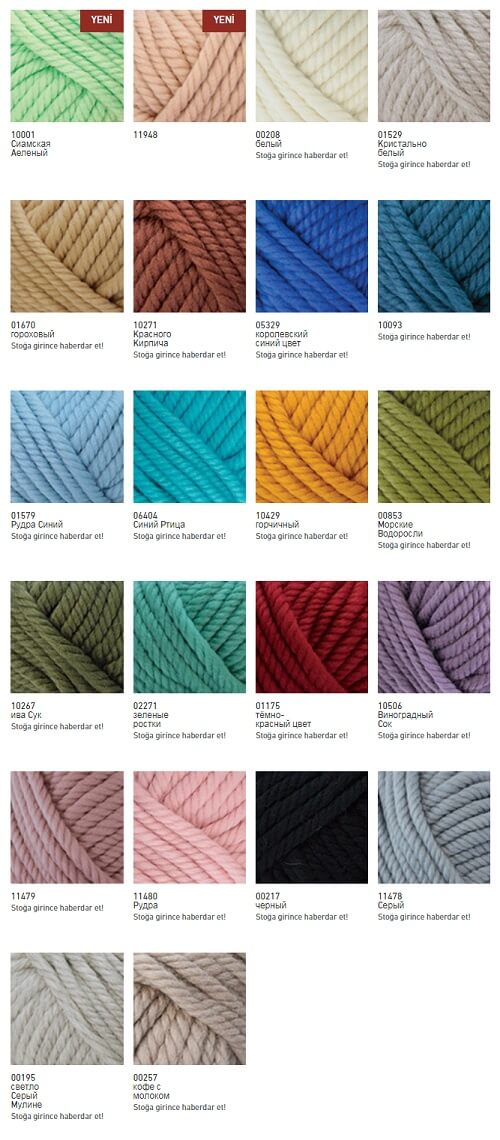 YENİ
YENİ
10001
Сиамская
Аеленый
11948
00208
белый
Stoğa girince haberdar et!
01529
Кристально
белый
Stoğa girince haberdar et!
01670
гороховый
Stoğa girince haberdar et!
10271
Красного
Кирпича
Stoğa girince haberdar et!
05329
королевский
синий цвет
Stoğa girince haberdar et!
10093
Stoğa girince haberdar et!
01579
Рудра Синий
Stoğa girince haberdar et!
06404
Синий Ртица
Stoğa girince haberdar et!
10429
горчичный
Stoğa girince haberdar et!
00853
Морские
Водоросли
Stoğa girince haberdar et!
10267
ива Сук
Stoğa girince haberdar et!
02271
зеленые
ростки
Stoğa girince haberdar et!
01175
тёмно-
красный цвет
Stoğa girince haberdar et!
10506
Виноградный
Сок
Stoğa girince haberdar et!
11479
Stoğa girince haberdar et!
11480
Рудра
Stoğa girince haberdar et!
00217
черный
Stoğa girince haberdar et!
11478
Серый
Stoğa girince haberdar et!
00195
светло
Серый
Мулине
Stoğa girince haberdar et!
00257
кофе с
молоком
Stoğa girince haberdar et!